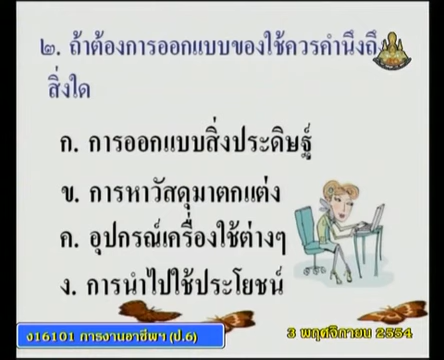 ๒. ถ้าต้องการออกแบบของใช้ควรคำนึงถึง
สิ่งใด
ก. การออกแบบสิ่งประดิษฐ์
ข. การหาวัสดุมาตกแต่ง
ค. อุปกรณ์เครื่องใช้ต่างๆ
ง. การนำไปใช้ประโยชน์
ง16101 การงานอาชีพฯ (ป.6)
3 พฤศจิกายน 2554